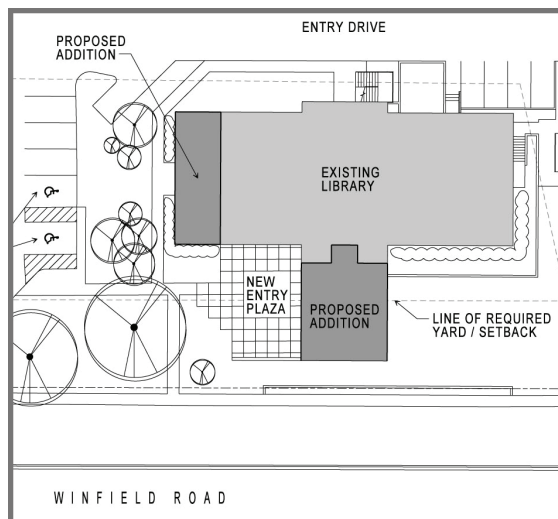 ENTRY DRIVE
PROPOSED
ADDITION
EXISTING
LIBRARY
NEW
ENTRY
PLAZA
PROPOSED
ADDITION
LINE OF REQUIRED
YARD / SETBACK
WINFIELD ROAD